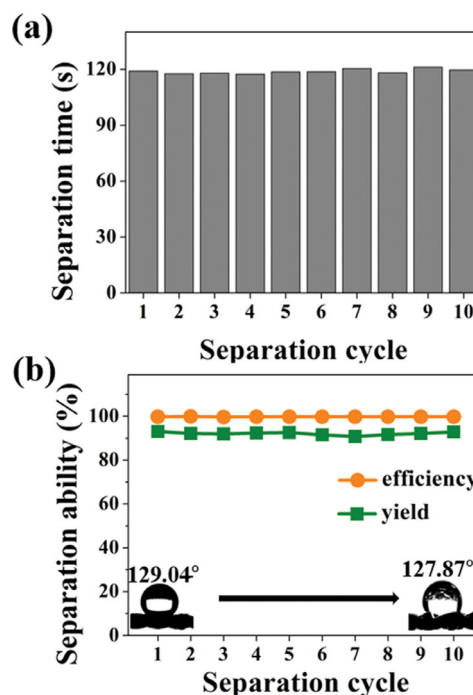 (a)
Separation time (s)
120
90
60
30
0
1 2 3 4 5 6 7 8 9 10
Separation cycle
(b)
Separation ability (%)
100
80
60
40
20
0
efficiency
yield
129.04°
127.87°
1 2 3 4 5 6 7 8 9 10
Separation cycle